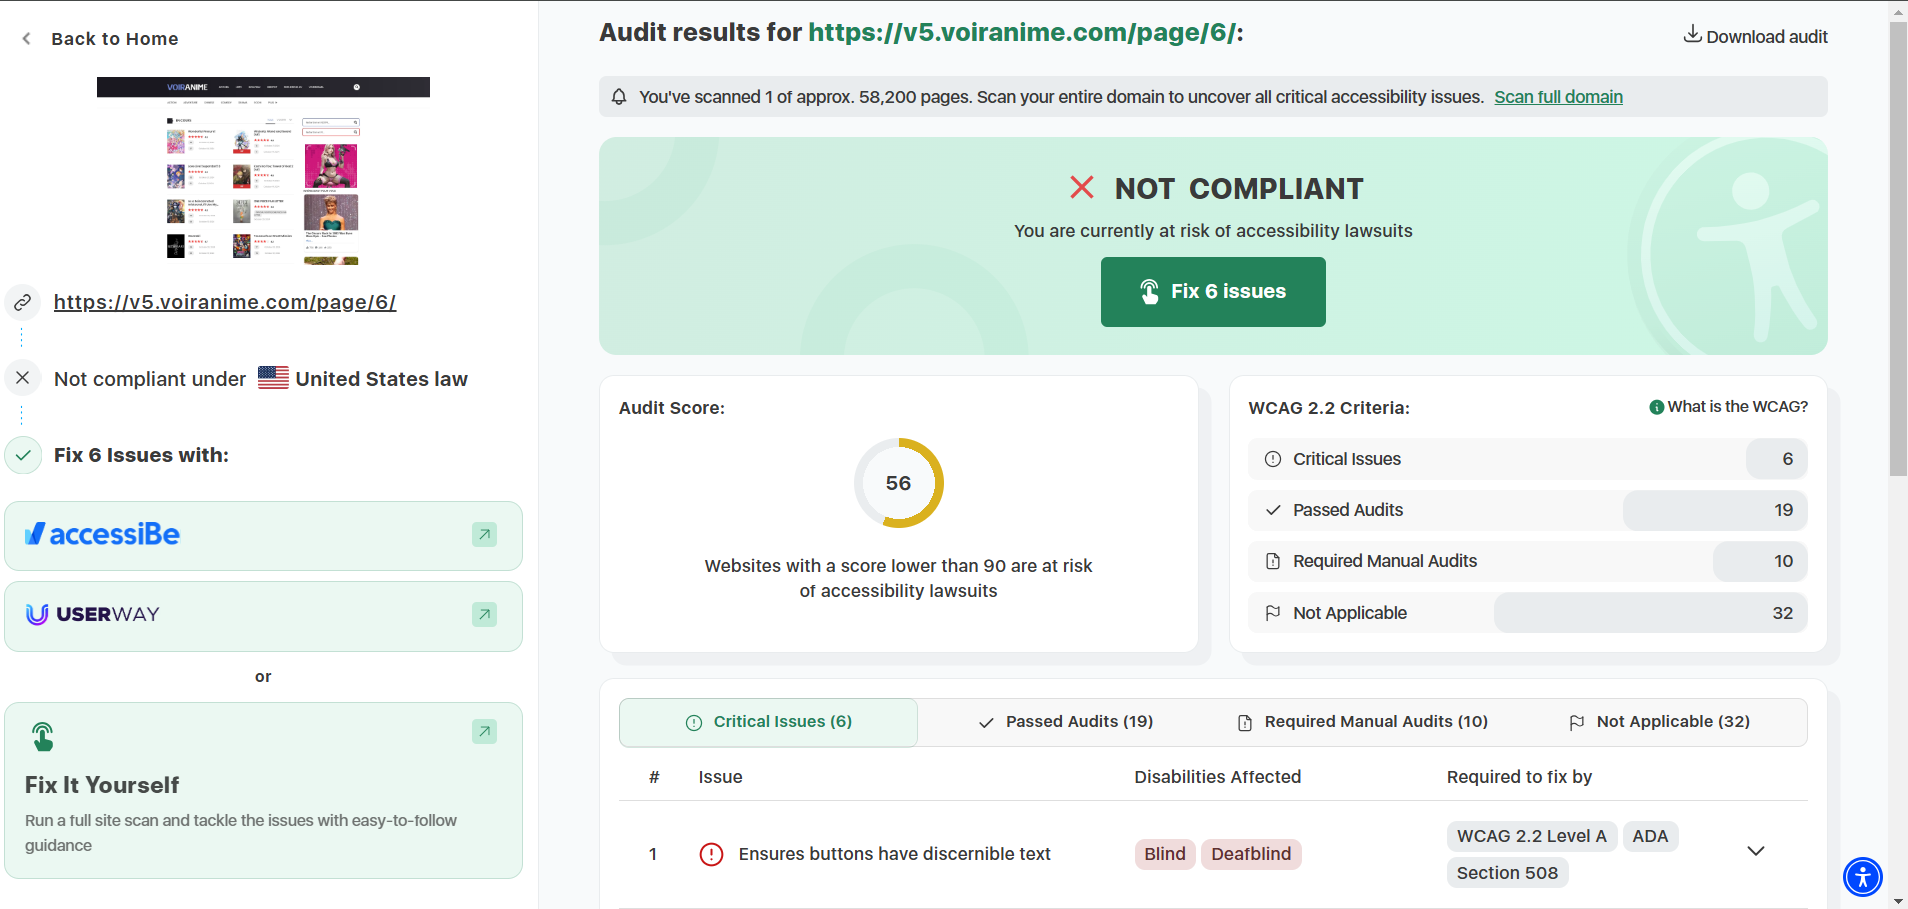 Back to Home
VOIRANIME
https://v5.voiranime.com/page/6/
Not compliant under United States law
Fix 6 Issues with:
accessiBe
USERWAY
or
Fix It Yourself
Run a full site scan and tackle the issues with easy-to-follow
guidance
Audit results for https://v5.voiranime.com/page/6/:
Download audit
You've scanned 1 of approx. 58,200 pages. Scan your entire domain to uncover all critical accessibility issues. Scan full domain
NOT COMPLIANT
You are currently at risk of accessibility lawsuits
Fix 6 issues
Audit Score:
56
Websites with a score lower than 90 are at risk
of accessibility lawsuits
WCAG 2.2 Criteria:
What is the WCAG?
Critical Issues 6
Passed Audits 19
Required Manual Audits 10
Not Applicable 32
Critical Issues (6) Passed Audits (19) Required Manual Audits (10) Not Applicable (32)
# Issue Disabilities Affected Required to fix by
1 Ensures buttons have discernible text Blind Deafblind WCAG 2.2 Level A ADA
Section 508